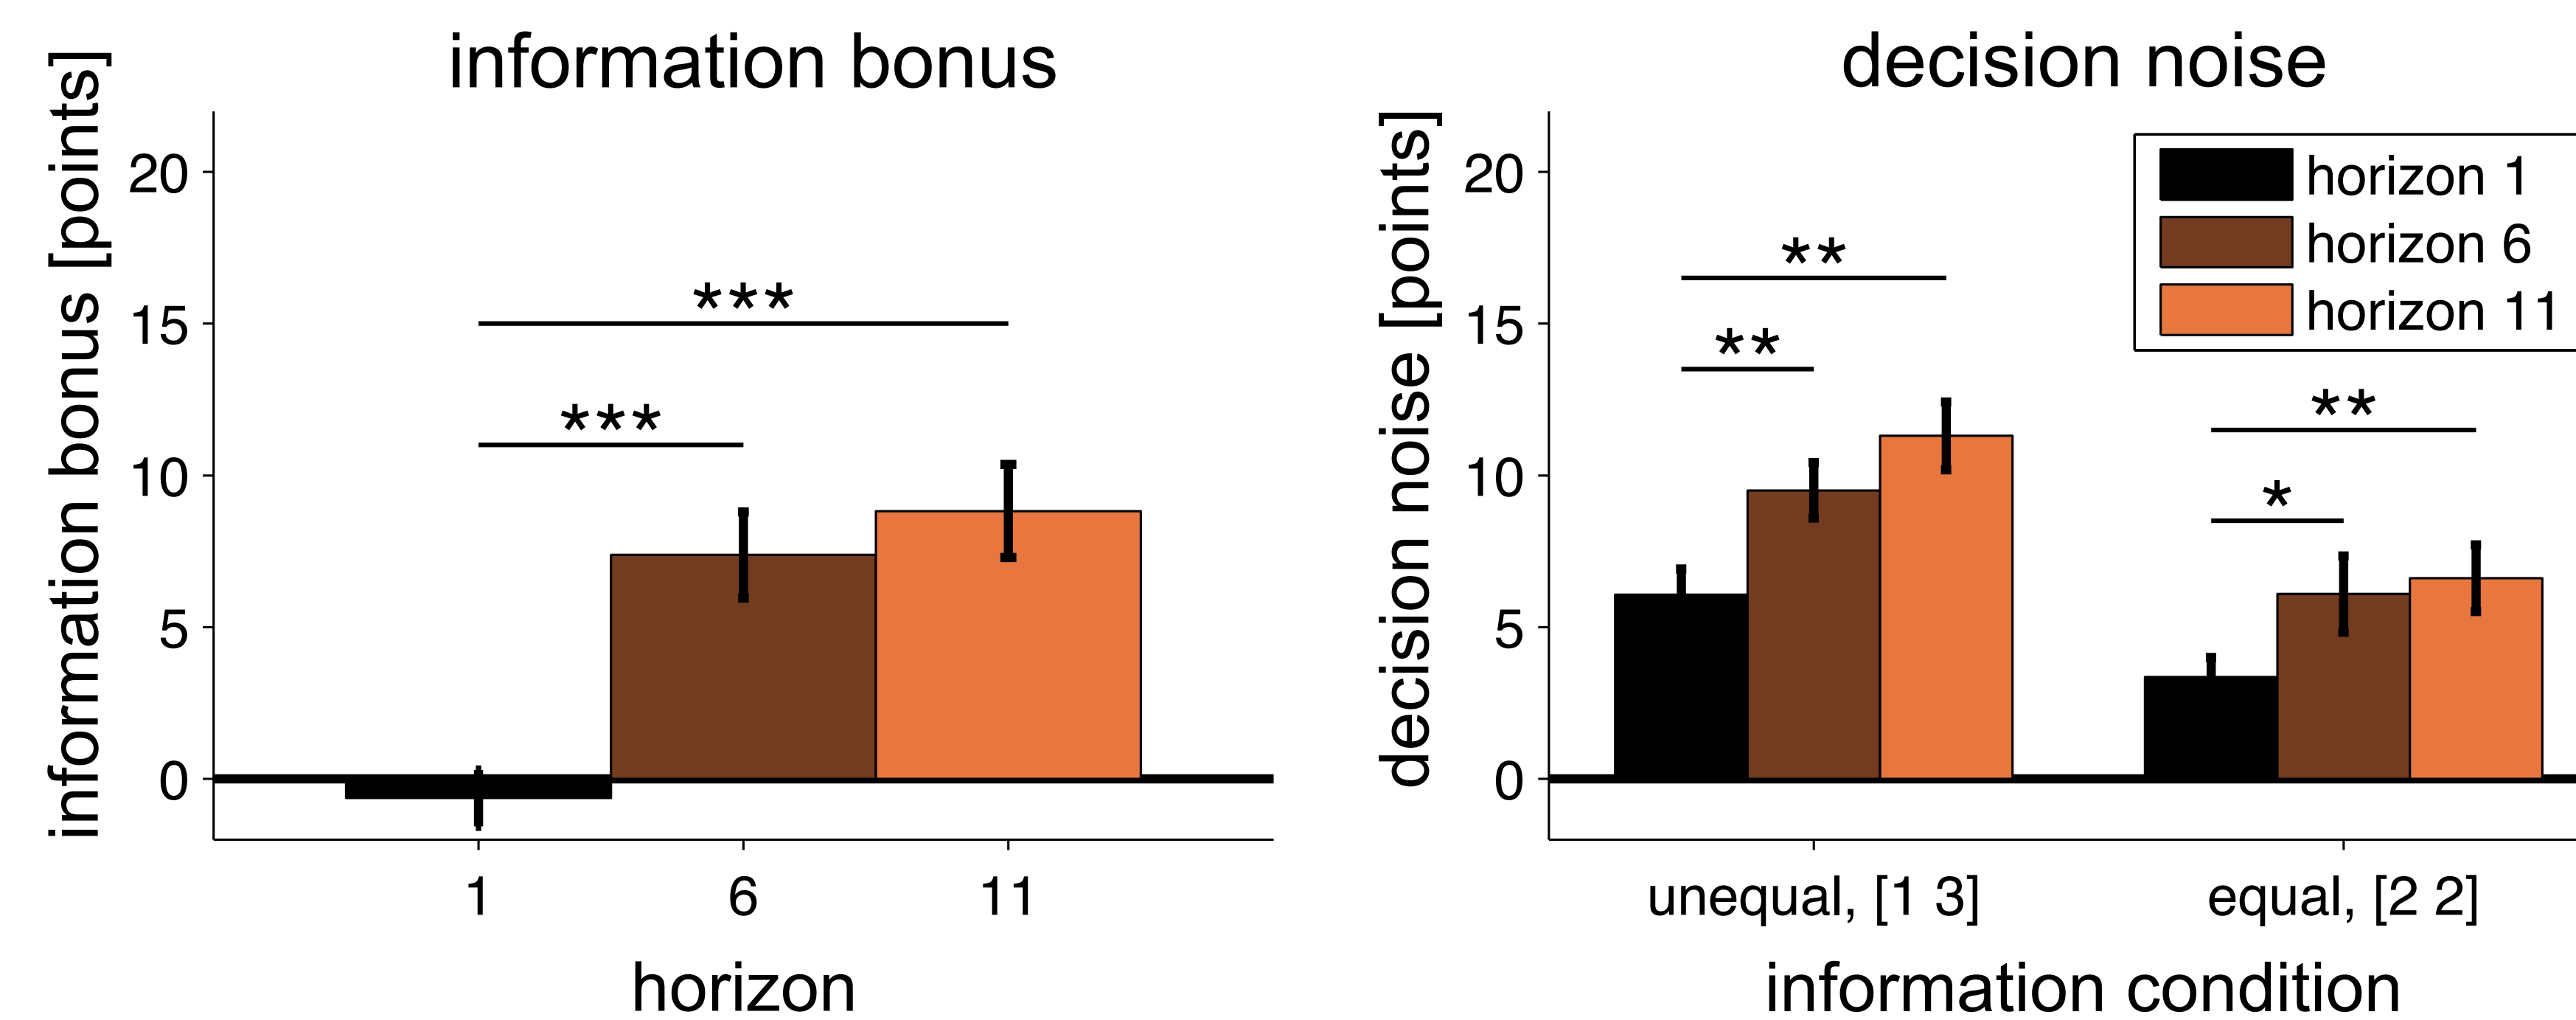 information bonus
information bonus [points]
20
15
10
5
0
***
***
1
6
11
horizon
decision noise
decision noise [points]
20
15
10
5
0
horizon 1
horizon 6
horizon 11
**
**
**
*
unequal, [1 3]
equal, [2 2]
information condition